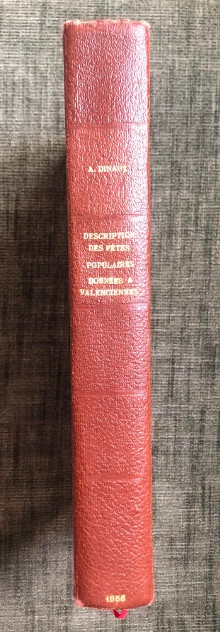 A. DINAUX
DESCRIPTION
DES FÊTES
POPULAIRES
DONNÉES A
VALENCIENNES
1856